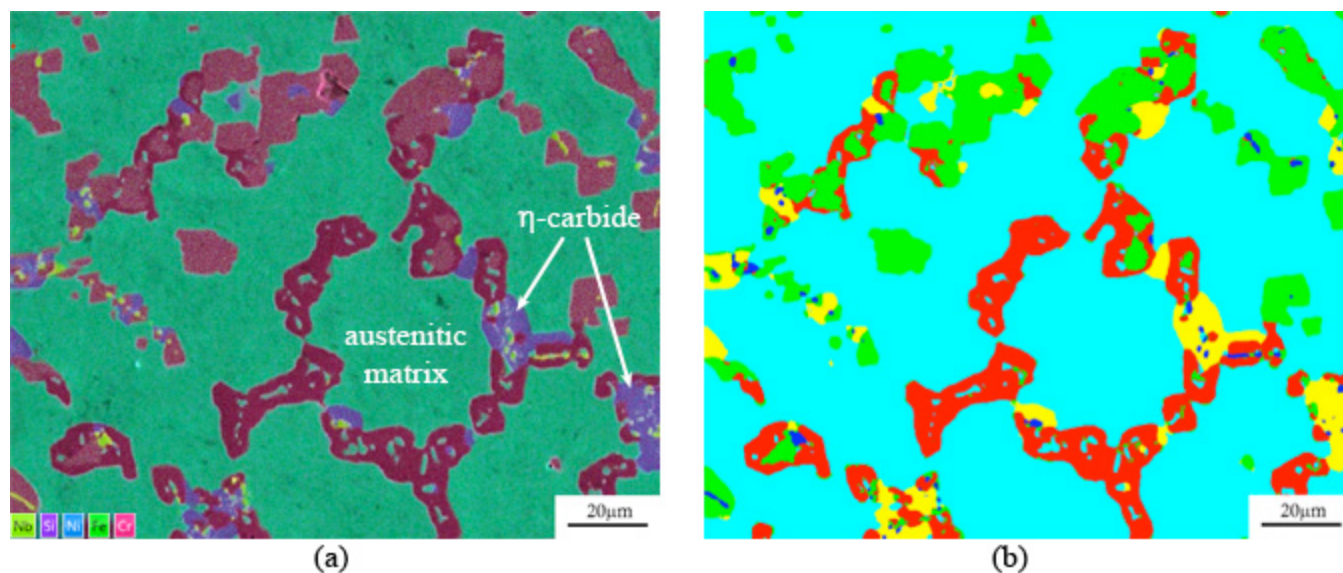 η-carbide
austenitic
matrix
Nb Si Ni Fe Cr
20μm
20μm
(a)
(b)